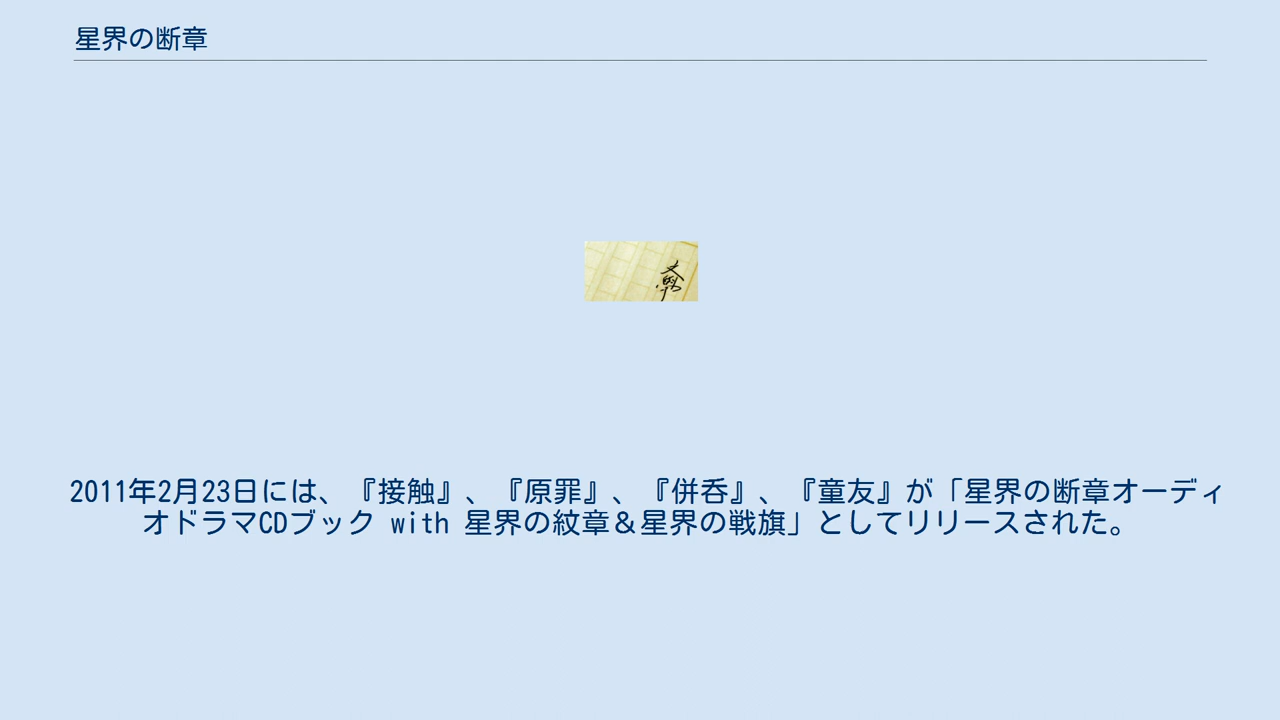 星界の断章
2011年2月23日には、『接触』、『原罪』、『併呑』、『童友』が「星界の断章オーディ
オドラマCDブック with 星界の紋章＆星界の戦旗」としてリリースされた。